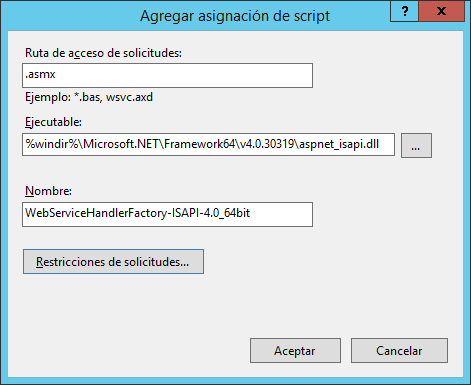 Agregar asignación de script
?
x
Ruta de acceso de solicitudes:
.asmx
Ejemplo: *.bas, wsvc.axd
Ejecutable:
%windir%\Microsoft.NET\Framework64\v4.0.30319\aspnet_isapi.dll
...
Nombre:
WebServiceHandlerFactory-ISAPI-4.0_64bit
Restricciones de solicitudes...
Aceptar
Cancelar